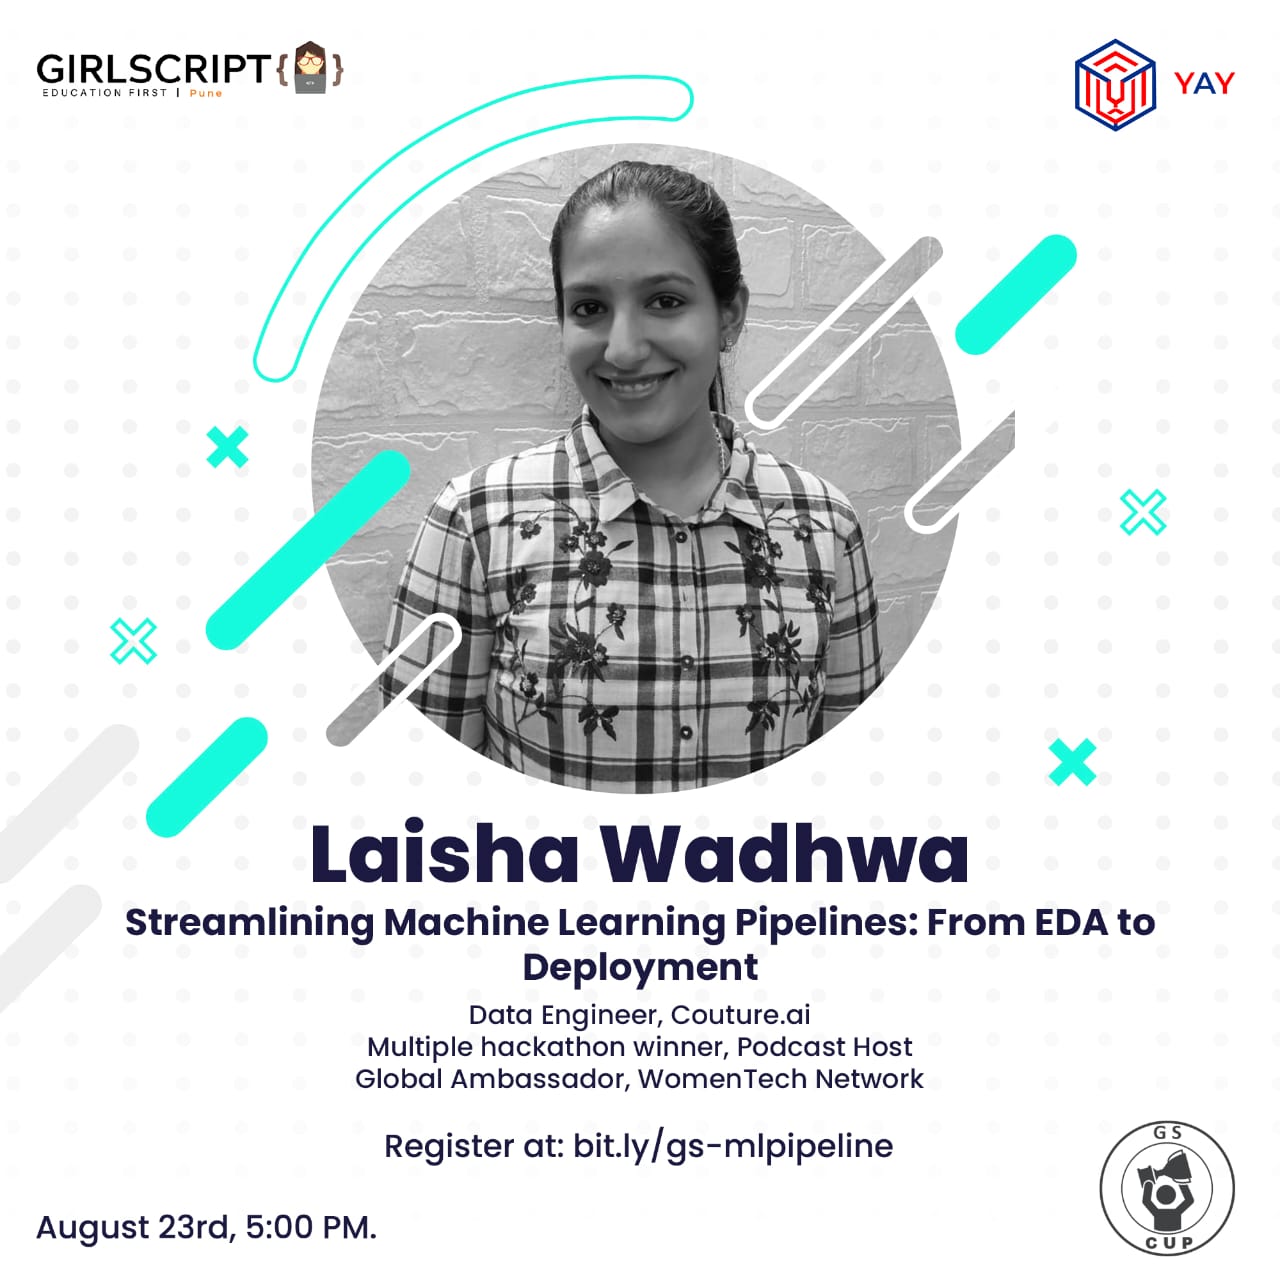 GIRLSCRIPT
EDUCATION FIRST | Pune
YAY
Laisha Wadhwa
Streamlining Machine Learning Pipelines: From EDA to
Deployment
Data Engineer, Couture.ai
Multiple hackathon winner, Podcast Host
Global Ambassador, WomenTech Network
Register at: bit.ly/gs-mlpipeline
GS
CUP
August 23rd, 5:00 PM.